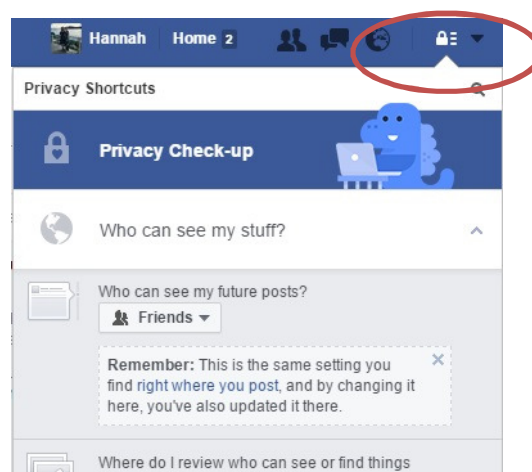 Hannah Home 2
Privacy Shortcuts
Privacy Check-up
Who can see my stuff?
Who can see my future posts?
Friends
Remember: This is the same setting you
find right where you post, and by changing it
here, you've also updated it there.
Where do I review who can see or find things